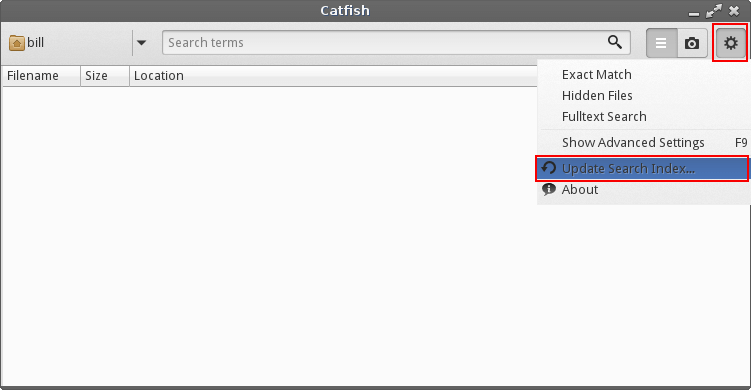 Catfish
bill
Search terms
Filename Size Location
Exact Match
Hidden Files
Fulltext Search
Show Advanced Settings F9
Update Search Index...
About